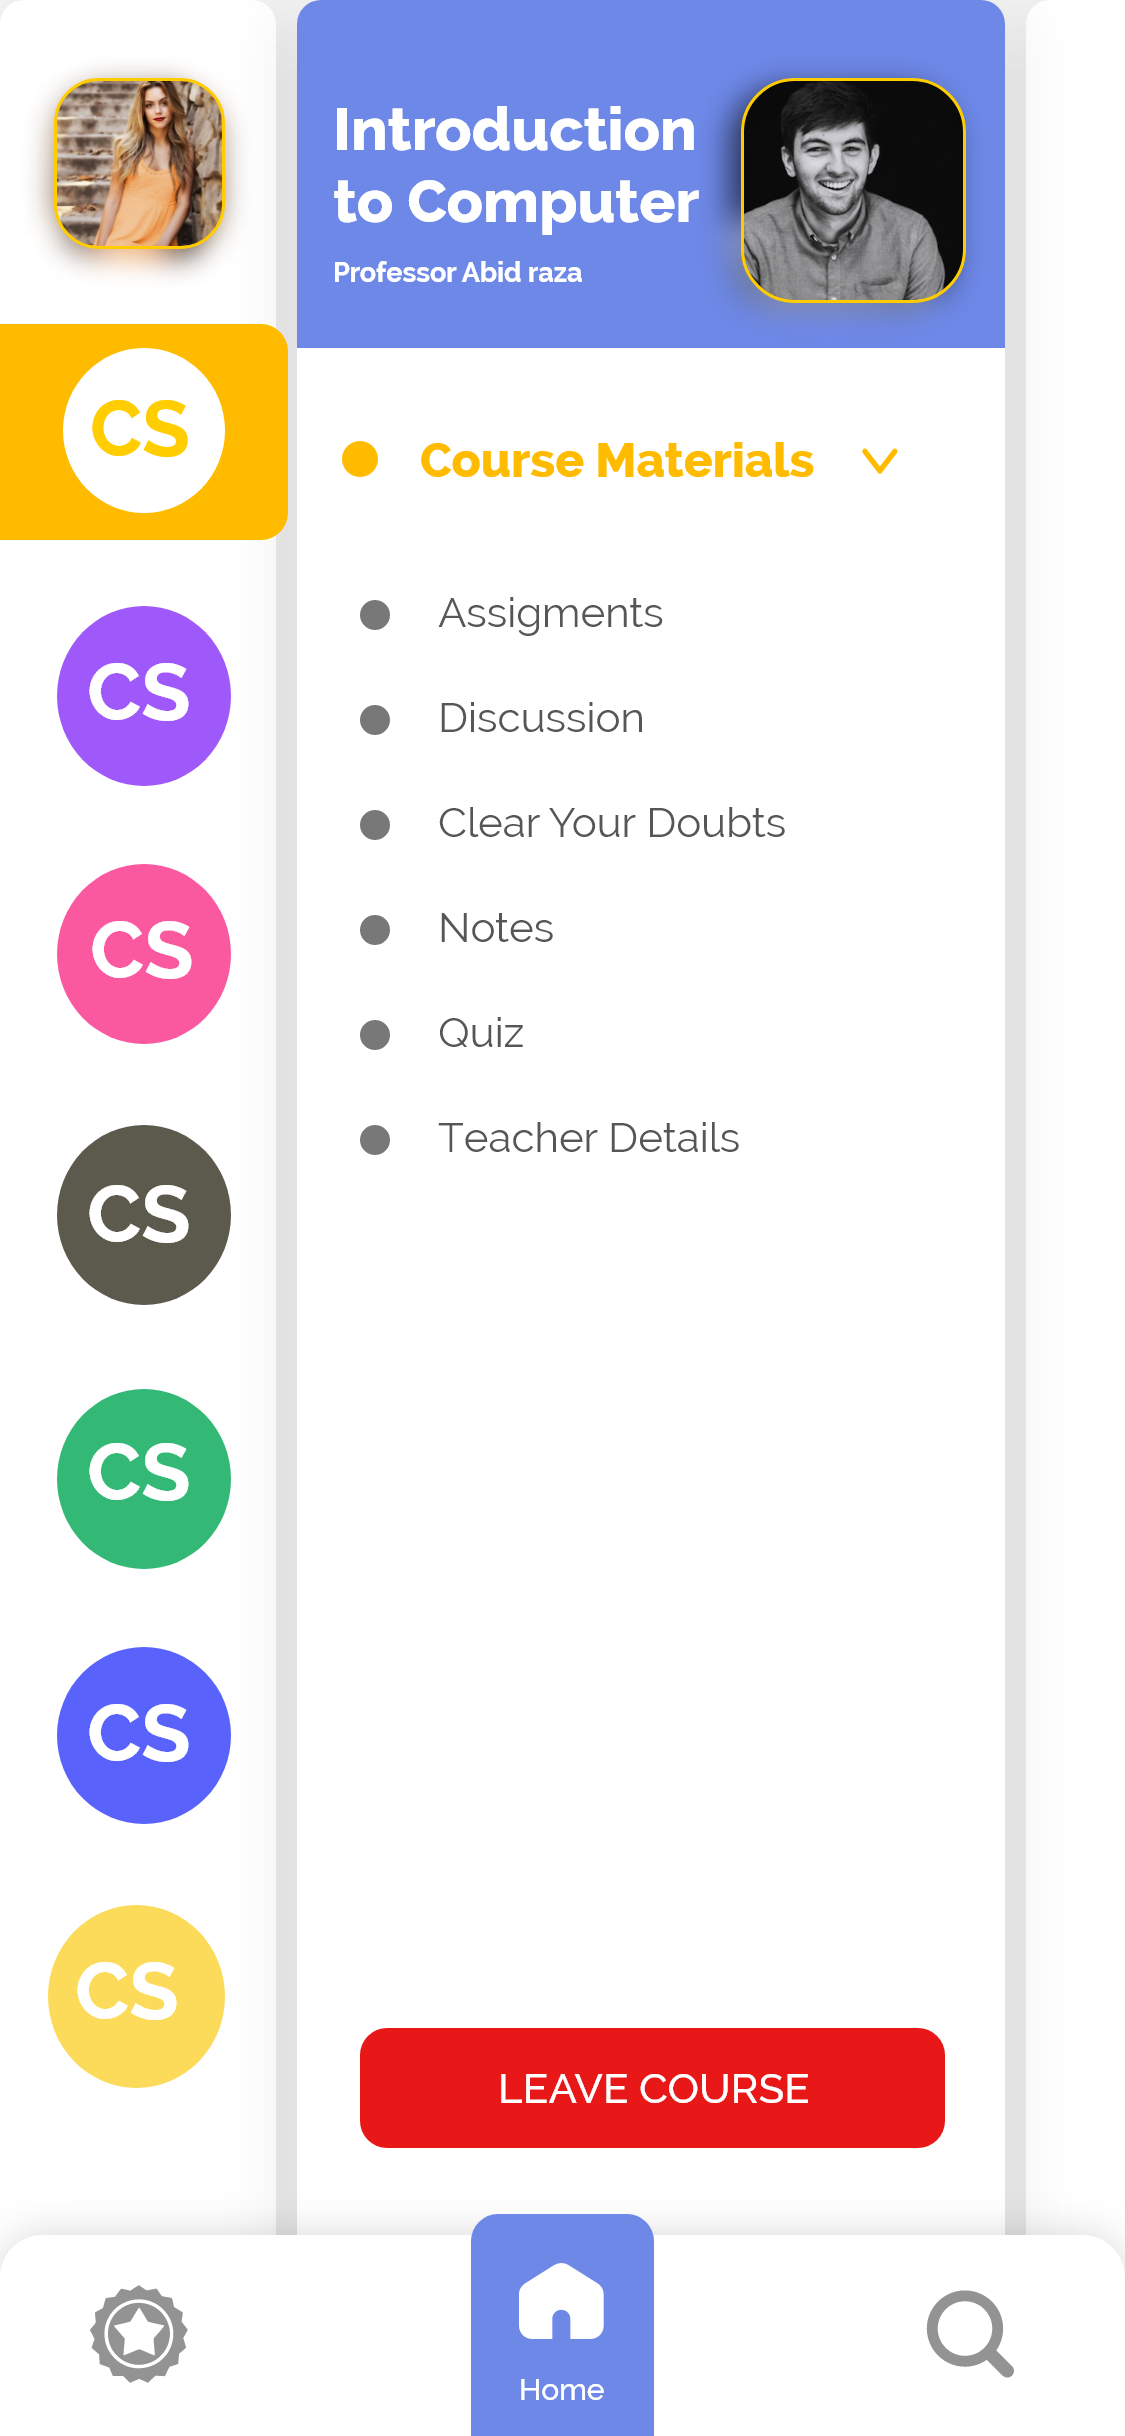 Introduction
to Computer
Professor Abid raza
CS
Course Materials
Assigments
CS
Discussion
Clear Your Doubts
CS
Notes
Quiz
Teacher Details
CS
CS
CS
CS
LEAVE COURSE
Home